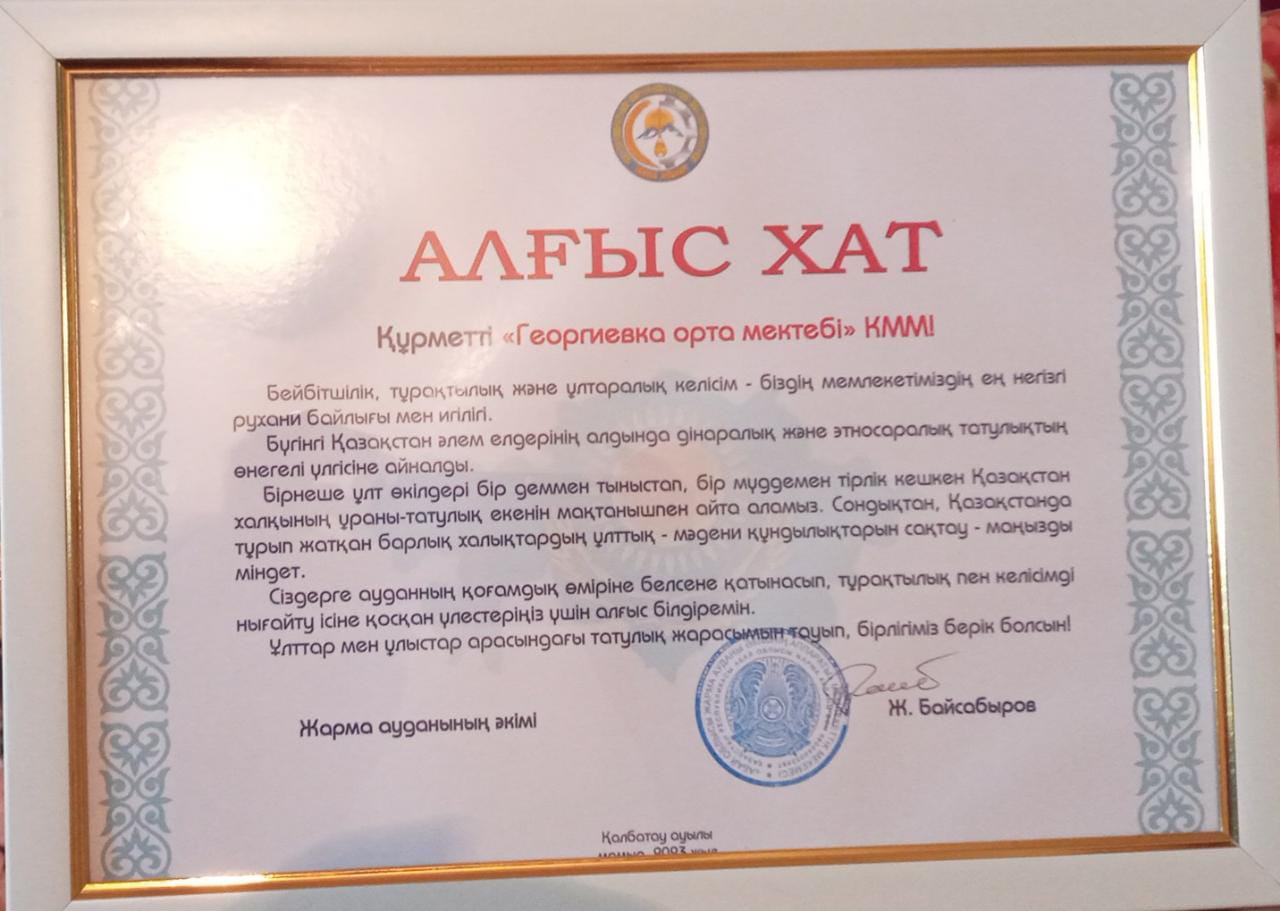 АЛҒЫС ХАТ
Құрметті «Георгиевка орта мектебі» КММ!
Бейбітшілік, тұрақтылық және ұлтаралық келісім - біздің мемлекетіміздің ең негізгі
рухани байлығы мен игілігі.
Бүгінгі Қазақстан әлем елдерінің алдында дінаралық және этносаралық татулықтың
өнегелі үлгісіне айналды.
Бірнеше ұлт өкілдері бір деммен тыныстап, бір мүддемен тірлік кешкен Қазақстан
халқының ұраны-татулық екенін мақтанышпен айта аламыз. Сондықтан, Қазақстанда
тұрып жатқан барлық халықтардың ұлттық - мәдени құндылықтарын сақтау - маңызды
міндет.
Сіздерге ауданның қоғамдық өміріне белсене қатынасып, тұрақтылық пен келісімді
нығайту ісіне қосқан үлестеріңіз үшін алғыс білдіремін.
Ұлттар мен ұлыстар арасындағы татулық жарасымын тауып, бірлігіміз берік болсын!
Жарма ауданының әкімі
Ж. Байсабыров
Қалбатау ауылы
мамыр, 2023 жыл